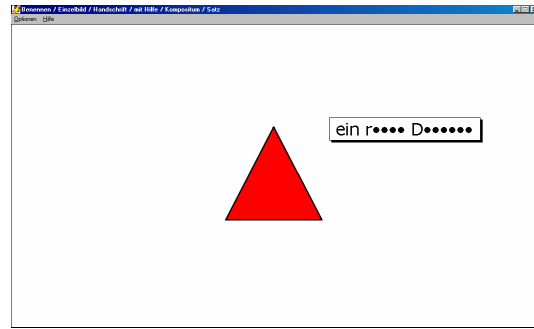 Benennen / Einzelbild / Handschrift / mit Hilfe / Kompositum / Satz
Optionen Hilfe
ein r●●●● D●●●●●●